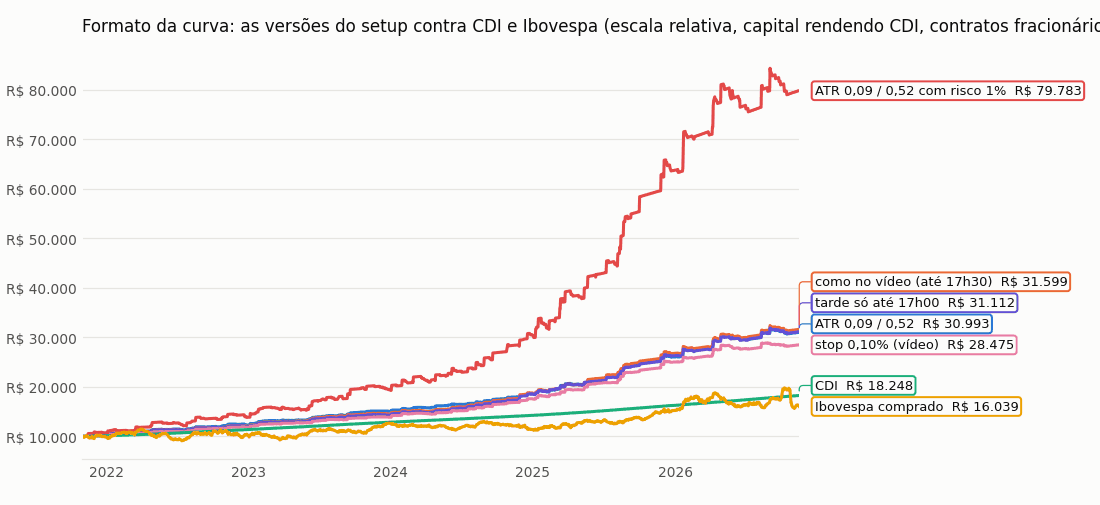 Formato da curva: as versões do setup contra CDI e Ibovespa (escala relativa, capital rendendo CDI, contratos fracionário
R$ 80.000
R$ 70.000
R$ 60.000
R$ 50.000
R$ 40.000
R$ 30.000
R$ 20.000
R$ 10.000
ATR 0,09 / 0,52 com risco 1% R$ 79.783
como no vídeo (até 17h30) R$ 31.599
tarde só até 17h00 R$ 31.112
ATR 0,09 / 0,52 R$ 30.993
stop 0,10% (vídeo) R$ 28.475
CDI R$ 18.248
Ibovespa comprado R$ 16.039
2022 2023 2024 2025 2026